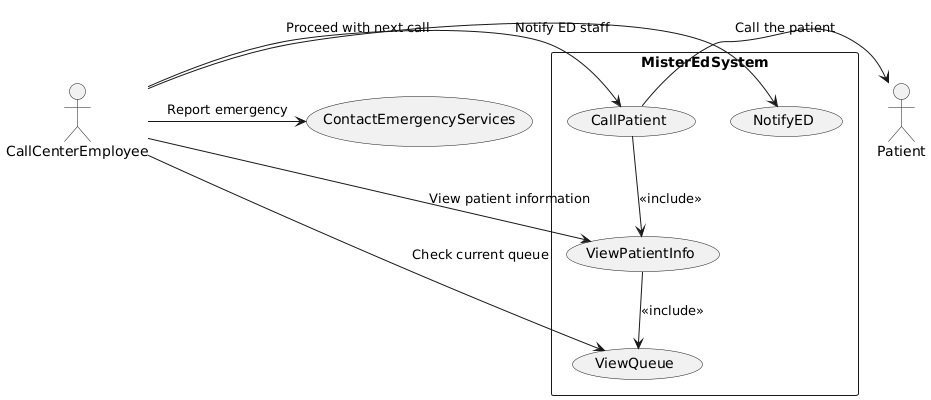 Proceed with next call
Notify ED staff
Call the patient
MisterEdSystem
Report emergency
ContactEmergencyServices
CallPatient
NotifyED
CallCenterEmployee
Patient
View patient information
«include»
ViewPatientInfo
Check current queue
«include»
ViewQueue